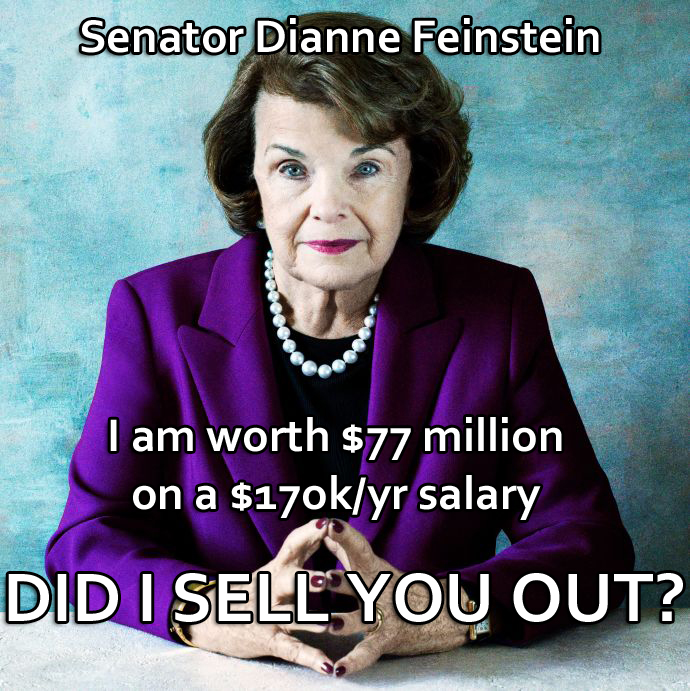 Senator Dianne Feinstein
I am worth $77 million
on a $170k/yr salary
DID I SELL YOU OUT?